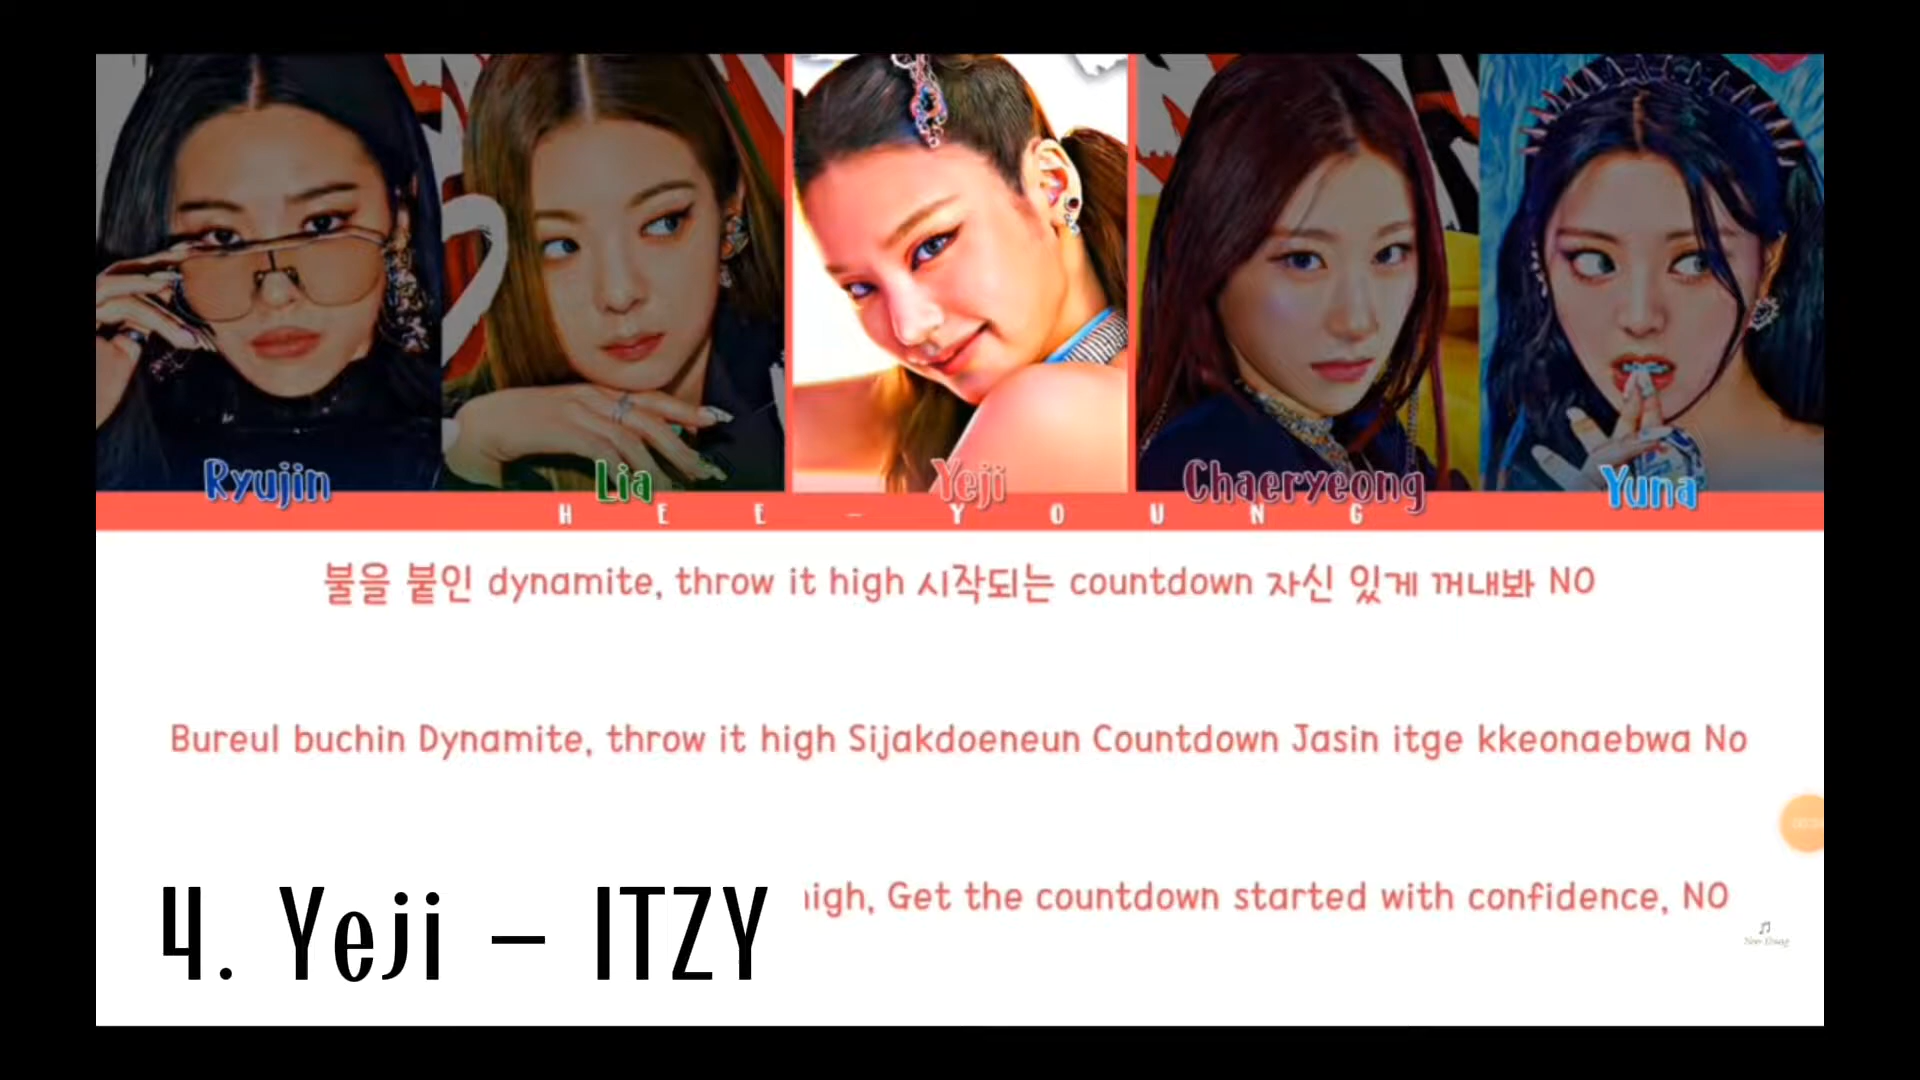 Ryujin
Lia
Yeji
Chaeryeong
Yuna
HEE-YOUNG
불을 붙인 dynamite, throw it high 시작되는 countdown 자신 있게 꺼내봐 NO
Bureul buchin Dynamite, throw it high Sijakdoeneun Countdown Jasin itge kkeonaebwa No
high, Get the countdown started with confidence, NO
4. Yeji – ITZY